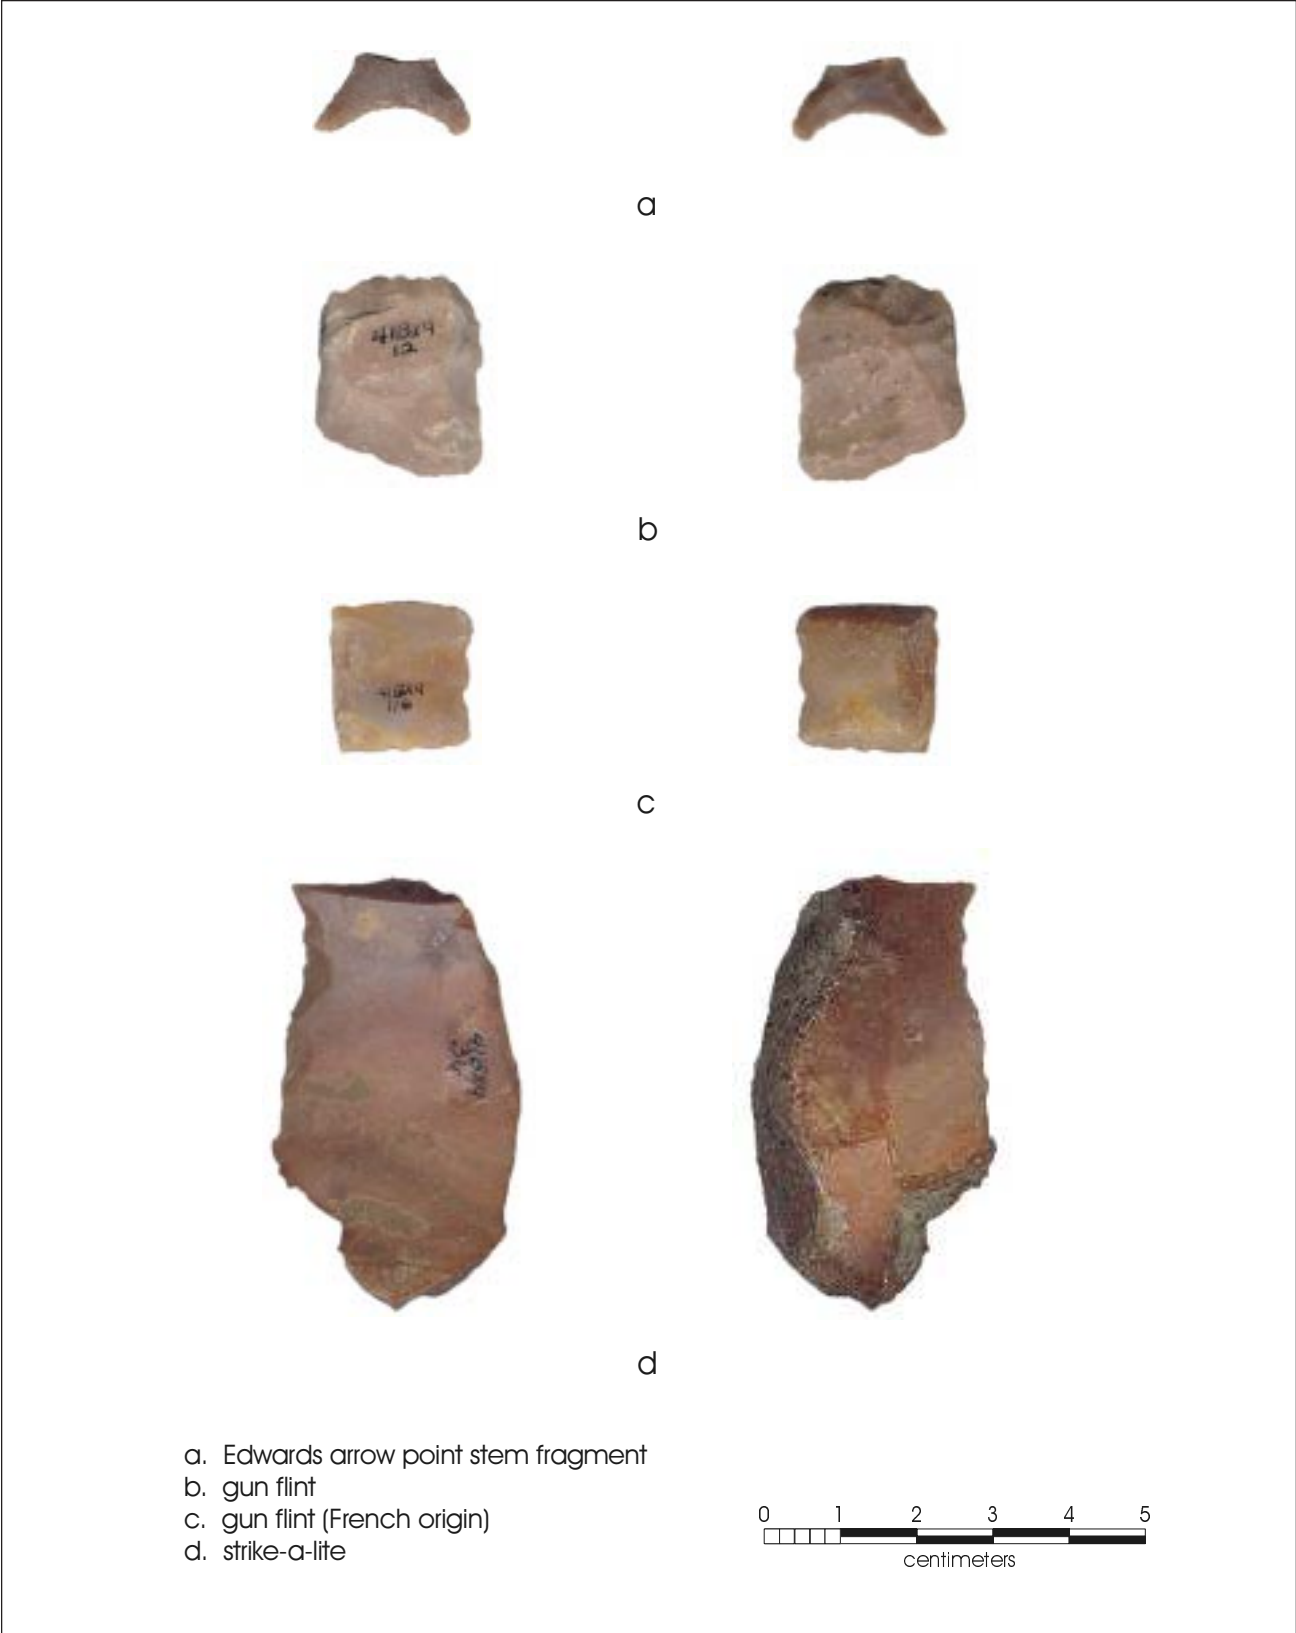 a
b
c
d
a. Edwards arrow point stem fragment
b. gun flint
c. gun flint (French origin)
d. strike-a-lite
0 1 2 3 4 5
centimeters